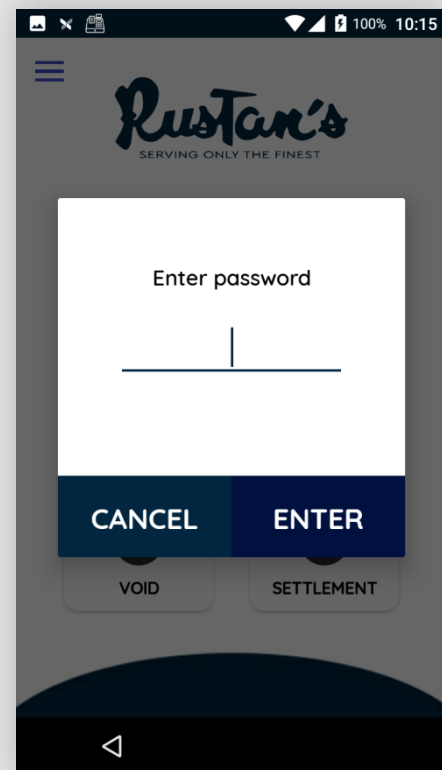 100% 10:15
Rustan's
SERVING ONLY THE FINEST
Enter password
CANCEL ENTER
VOID SETTLEMENT